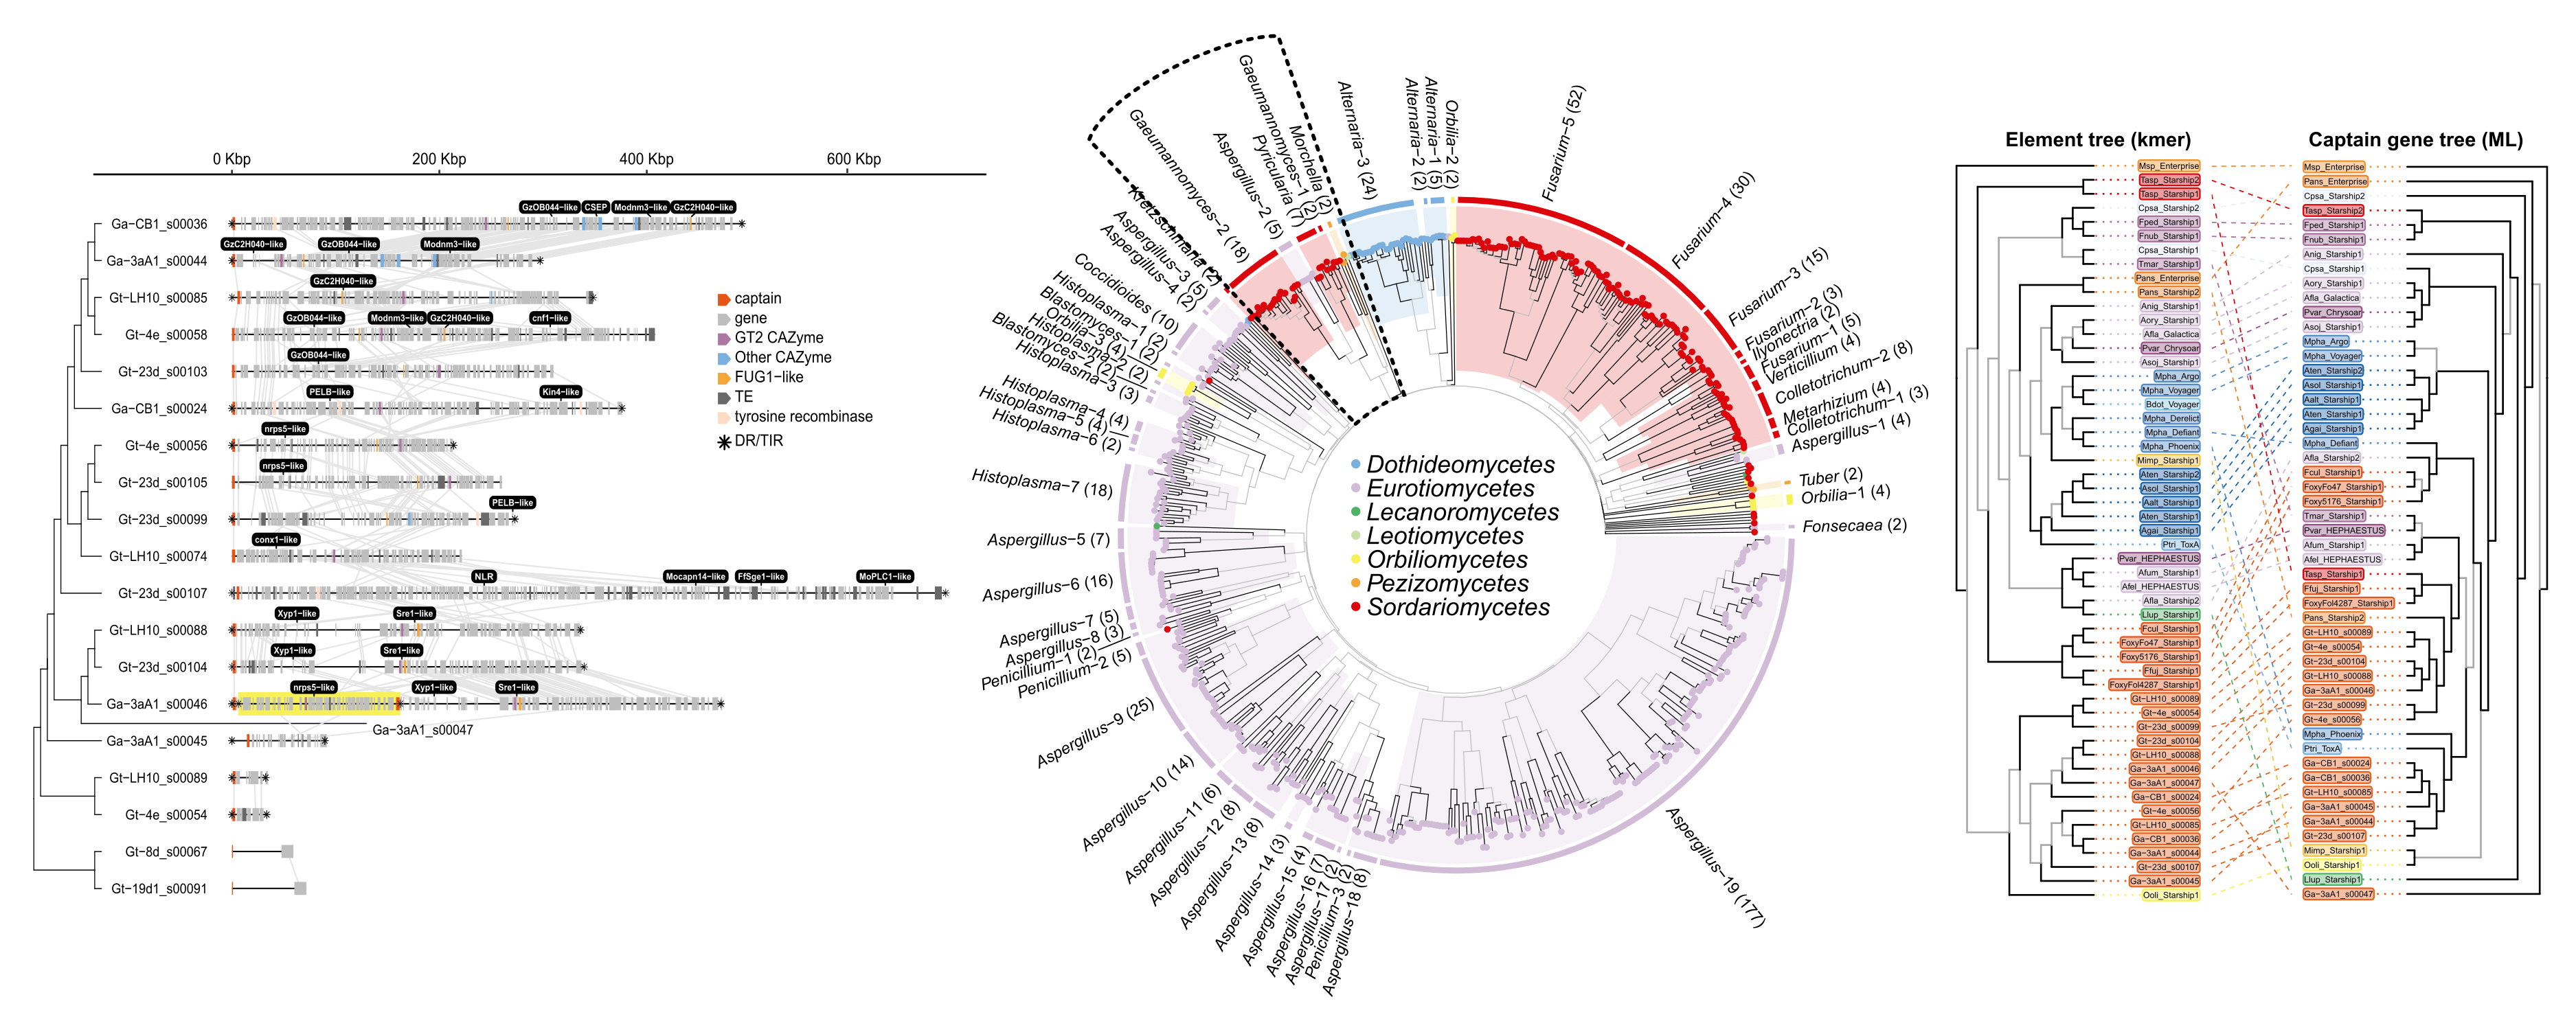 0 Kbp 200 Kbp 400 Kbp 600 Kbp
GzOB044−like CSEP Modnm3−like GzC2H040−like
Ga−CB1_s00036
GzC2H040−like GzOB044−like Modnm3−like
Ga−3aA1_s00044
GzC2H040−like
Gt−LH10_s00085
GzOB044−like Modnm3−like GzC2H040−like cnf1−like
Gt−4e_s00058
GzOB044−like
Gt−23d_s00103
PELB−like Kin4−like
Ga−CB1_s00024
nrps5−like
Gt−4e_s00056
nrps5−like
Gt−23d_s00105
PELB−like
Gt−23d_s00099
conx1−like
Gt−LH10_s00074
NLR Mocapn14−like FfSge1−like MoPLC1−like
Gt−23d_s00107
Xyp1−like Sre1−like
Gt−LH10_s00088
Xyp1−like Sre1−like
Gt−23d_s00104
nrps5−like Xyp1−like Sre1−like
Ga−3aA1_s00046
Ga−3aA1_s00047
Ga−3aA1_s00045
Gt−LH10_s00089
Gt−4e_s00054
Gt−8d_s00067
Gt−19d1_s00091
captain
gene
GT2 CAZyme
Other CAZyme
FUG1−like
TE
tyrosine recombinase
DR/TIR
Orbilia−2 (2)
Fusarium−5 (52)
Fusarium−4 (30)
Fusarium−3 (15)
Fusarium−2 (3)
Ilyonectria (2)
Fusarium−1 (5)
Verticillium (4)
Colletotrichum−2 (8)
Metarhizium (4)
Colletotrichum−1 (3)
Aspergillus−1 (4)
Tuber (2)
Orbilia−1 (4)
Fonsecaea (2)
Aspergillus−19 (177)
Aspergillus−18 (8)
Penicillium−3 (2)
Aspergillus−17 (2)
Aspergillus−16 (7)
Aspergillus−15 (4)
Aspergillus−14 (3)
Aspergillus−13 (8)
Aspergillus−12 (8)
Aspergillus−11 (6)
Aspergillus−10 (14)
Aspergillus−9 (25)
Penicillium−2 (5)
Penicillium−1 (2)
Aspergillus−8 (3)
Aspergillus−7 (5)
Aspergillus−6 (16)
Aspergillus−5 (7)
Histoplasma−7 (18)
Histoplasma−6 (2)
Histoplasma−5 (4)
Histoplasma−4 (4)
Histoplasma−3 (3)
Blastomyces−2 (2)
Histoplasma−2 (2)
Orbilia−3 (4)
Blastomyces−1 (2)
Histoplasma−1 (2)
Coccidioides (10)
Aspergillus−4 (2)
Aspergillus−3 (5)
Kretzschmaria (2)
Gaeumannomyces−2 (18)
Aspergillus−2 (5)
Pyricularia (7)
Gaeumannomyces−1 (2)
Morchella (2)
Alternaria−3 (24)
Alternaria−2 (2)
Alternaria−1 (5)
Dothideomycetes
Eurotiomycetes
Lecanoromycetes
Leotiomycetes
Orbiliomycetes
Pezizomycetes
Sordariomycetes
Element tree (kmer)
Msp_Enterprise
Tasp_Starship2
Tasp_Starship1
Cpsa_Starship2
Fped_Starship1
Fnub_Starship1
Cpsa_Starship1
Tmar_Starship1
Pans_Enterprise
Pans_Starship2
Anig_Starship1
Aory_Starship1
Afla_Galactica
Pvar_Chrysoar
Asoj_Starship1
Mpha_Argo
Mpha_Voyager
Bdot_Voyager
Mpha_Derelict
Mpha_Defiant
Mpha_Phoenix
Mimp_Starship1
Aten_Starship2
Asol_Starship1
Aalt_Starship1
Aten_Starship1
Agai_Starship1
Ptri_ToxA
Pvar_HEPHAESTUS
Afum_Starship1
Afel_HEPHAESTUS
Afla_Starship2
Llup_Starship1
Fcul_Starship1
FoxyFo47_Starship1
Foxy5176_Starship1
Ffuj_Starship1
FoxyFol4287_Starship1
Gt−LH10_s00089
Gt−4e_s00054
Gt−23d_s00099
Gt−23d_s00104
Gt−LH10_s00088
Ga−3aA1_s00046
Ga−3aA1_s00047
Ga−CB1_s00024
Gt−4e_s00056
Gt−LH10_s00085
Ga−CB1_s00036
Ga−3aA1_s00044
Gt−23d_s00107
Ga−3aA1_s00045
Ooli_Starship1
Captain gene tree (ML)
Msp_Enterprise
Pans_Enterprise
Cpsa_Starship2
Tasp_Starship2
Fped_Starship1
Fnub_Starship1
Anig_Starship1
Cpsa_Starship1
Aory_Starship1
Afla_Galactica
Pvar_Chrysoar
Asoj_Starship1
Mpha_Argo
Mpha_Voyager
Aten_Starship2
Asol_Starship1
Aalt_Starship1
Aten_Starship1
Agai_Starship1
Mpha_Defiant
Afla_Starship2
Fcul_Starship1
FoxyFo47_Starship1
Foxy5176_Starship1
Tmar_Starship1
Pvar_HEPHAESTUS
Afum_Starship1
Afel_HEPHAESTUS
Tasp_Starship1
Ffuj_Starship1
FoxyFol4287_Starship1
Pans_Starship2
Gt−LH10_s00089
Gt−4e_s00054
Gt−23d_s00104
Gt−LH10_s00088
Ga−3aA1_s00046
Gt−23d_s00099
Gt−4e_s00056
Mpha_Phoenix
Ptri_ToxA
Ga−CB1_s00024
Ga−CB1_s00036
Gt−LH10_s00085
Ga−3aA1_s00045
Ga−3aA1_s00044
Gt−23d_s00107
Mimp_Starship1
Ooli_Starship1
Llup_Starship1
Ga−3aA1_s00047